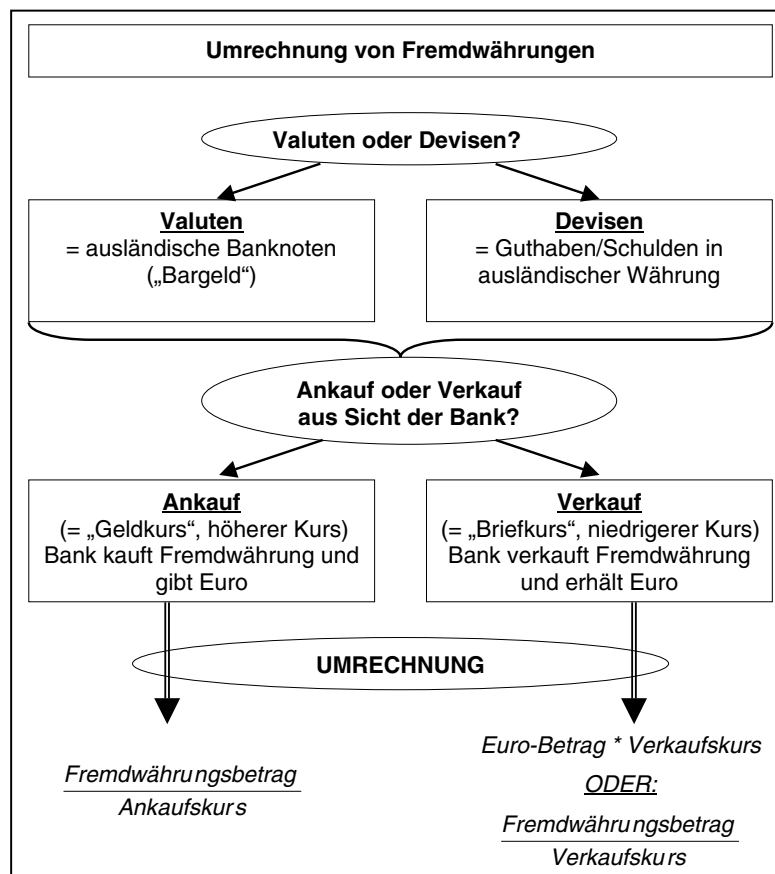 Umrechnung von Fremdwährungen
Valuten oder Devisen?
Valuten
= ausländische Banknoten
(„Bargeld“)
Devisen
= Guthaben/Schulden in
ausländischer Währung
Ankauf oder Verkauf
aus Sicht der Bank?
Ankauf
(= „Geldkurs“, höherer Kurs)
Bank kauft Fremdwährung und
gibt Euro
Verkauf
(= „Briefkurs“, niedrigerer Kurs)
Bank verkauft Fremdwährung
und erhält Euro
UMRECHNUNG
Fremdwährungsbetrag
Ankaufskurs
Euro-Betrag * Verkaufskurs
ODER:
Fremdwährungsbetrag
Verkaufskurs